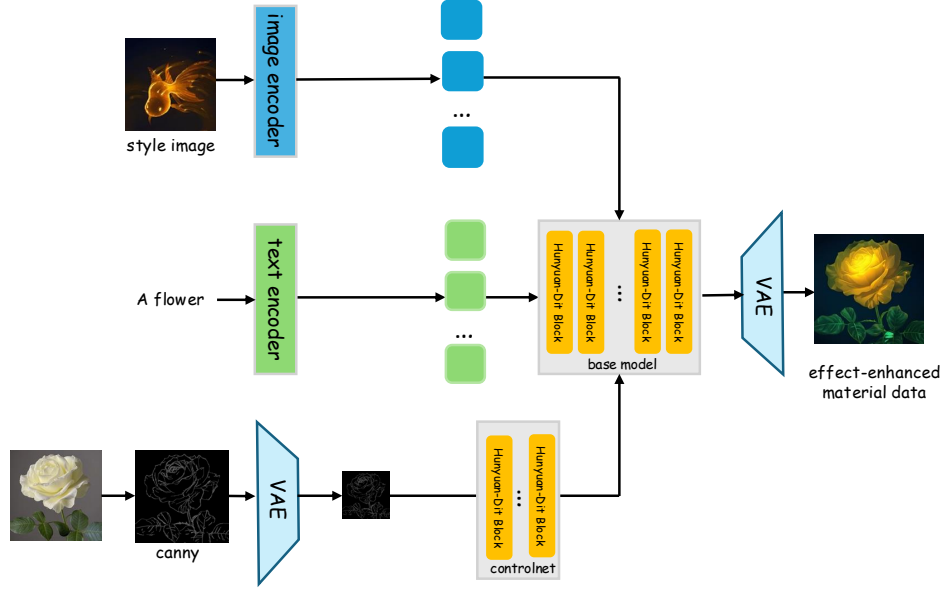 image encoder
...
style image
text encoder
A flower
...
Hunyuan-Dit Block
Hunyuan-Dit Block
...
Hunyuan-Dit Block
Hunyuan-Dit Block
base model
VAE
effect-enhanced
material data
canny
VAE
Hunyuan-Dit Block
...
Hunyuan-Dit Block
controlnet